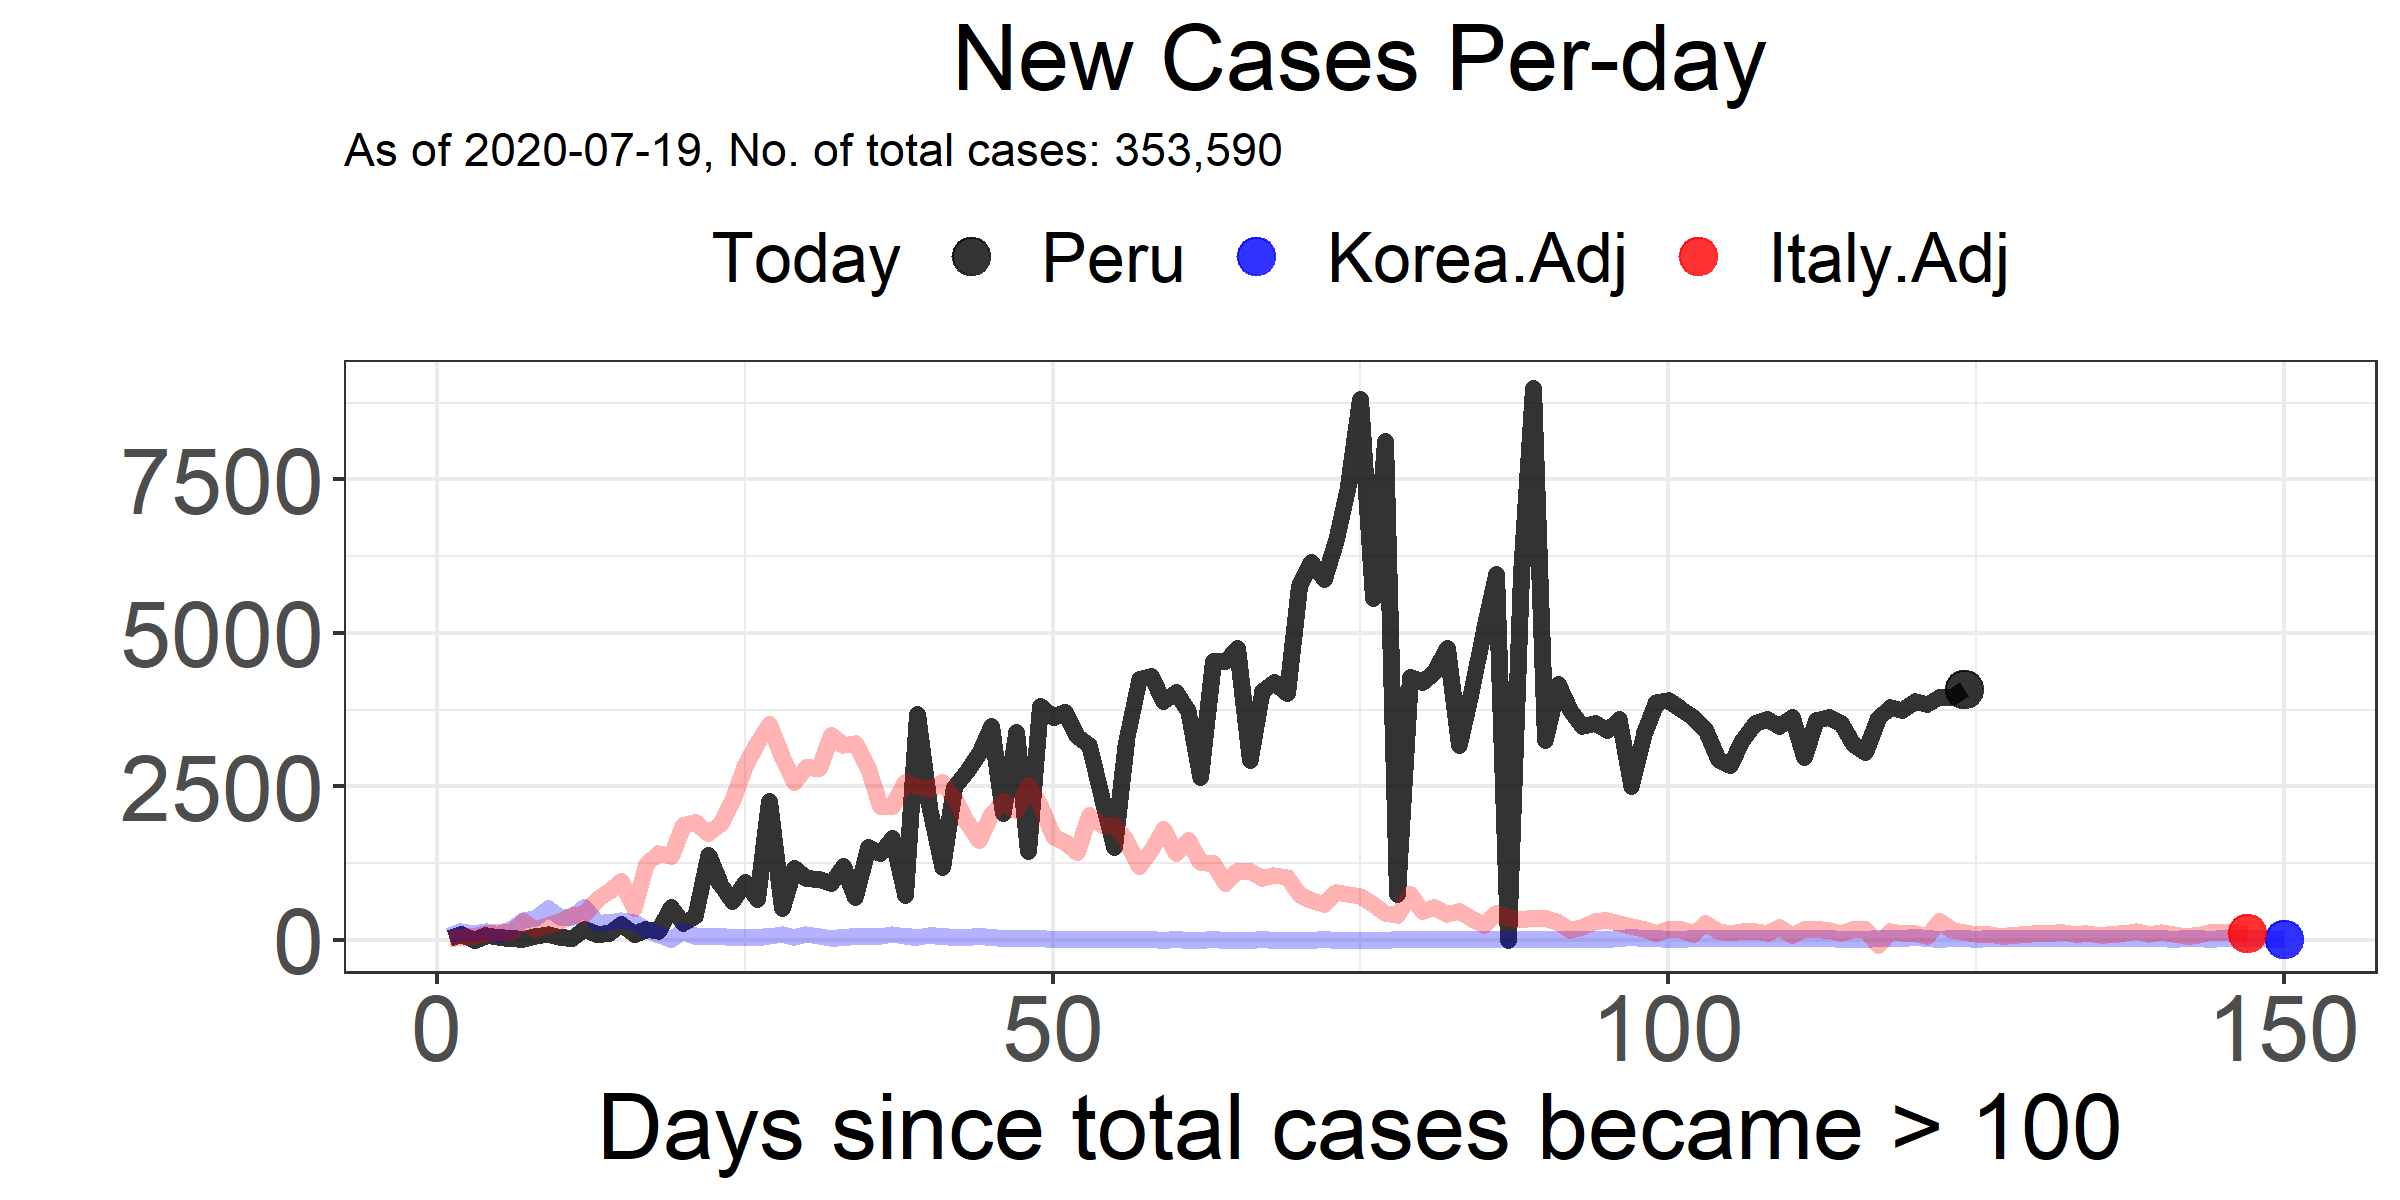 New Cases Per-day
As of 2020-07-19, No. of total cases: 353,590
Today Peru Korea.Adj Italy.Adj
7500
5000
2500
0
0 50 100 150
Days since total cases became > 100